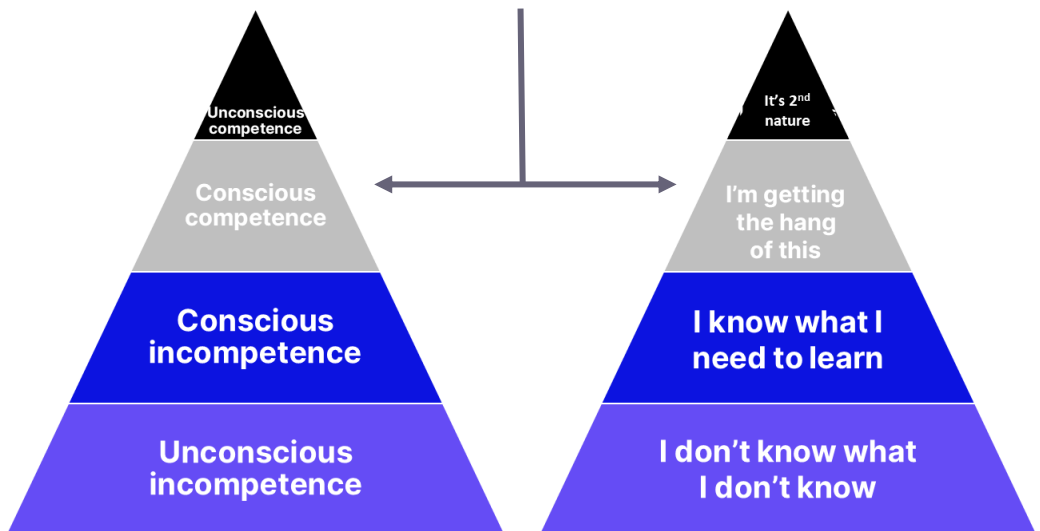 Unconscious
competence
Conscious
competence
Conscious
incompetence
Unconscious
incompetence
It's 2nd
nature
I'm getting
the hang
of this
I know what I
need to learn
I don't know what
I don't know